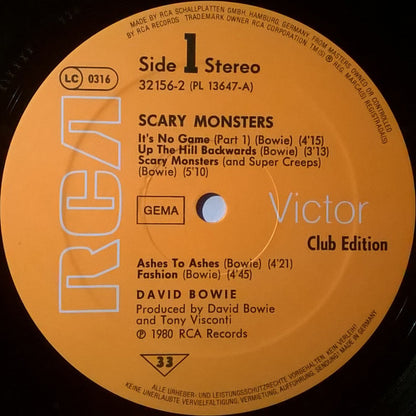 MADE BY RCA SCHALLPLATTEN GMBH, HAMBURG, GERMANY, FROM MASTERS OWNED OR CONTROLLED
BY RCA RECORDS TRADEMARK OWNER RCA CORPORATION TM(S) ® REG. MARCA(S) REGISTRADA(S)
Side 1 Stereo
LC 0316
32156-2 (PL 13647-A)
RCA
SCARY MONSTERS
It's No Game (Part 1) (Bowie) (4'15)
Up The Hill Backwards (Bowie) (3'13)
Scary Monsters (and Super Creeps)
(Bowie) (5'10)
GEMA
Victor
Club Edition
Ashes To Ashes (Bowie) (4'21)
Fashion (Bowie) (4'45)
DAVID BOWIE
Produced by David Bowie
and Tony Visconti
℗ 1980 RCA Records
33
ALLE URHEBER- UND LEISTUNGSSCHUTZRECHTE VORBEHALTEN. KEIN VERLEIH!
KEINE UNERLAUBTE VERVIELFÄLTIGUNG, VERMIETUNG, AUFFÜHRUNG, SENDUNG!